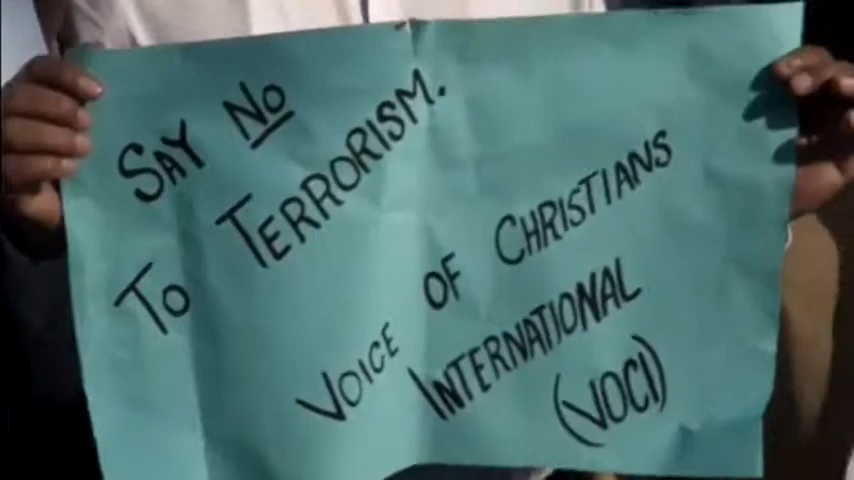 SAY NO
TO TERRORISM.
VOICE OF CHRISTIANS
INTERNATIONAL
(VOCI)